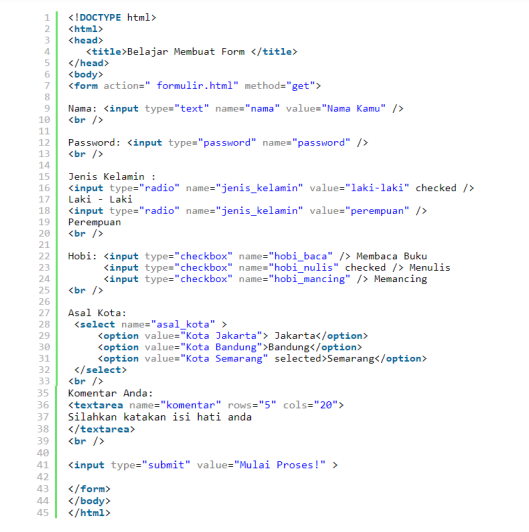 1 <!DOCTYPE html>
2 <html>
3 <head>
4 <title>Belajar Membuat Form </title>
5 </head>
6 <body>
7 <form action=" formulir.html" method="get">
8
9 Nama: <input type="text" name="nama" value="Nama Kamu" />
10 <br />
11
12 Password: <input type="password" name="password" />
13 <br />
14
15 Jenis Kelamin :
16 <input type="radio" name="jenis_kelamin" value="laki-laki" checked />
17 Laki - Laki
18 <input type="radio" name="jenis_kelamin" value="perempuan" />
19 Perempuan
20 <br />
21
22 Hobi: <input type="checkbox" name="hobi_baca" /> Membaca Buku
23 <input type="checkbox" name="hobi_nulis" checked /> Menulis
24 <input type="checkbox" name="hobi_mancing" /> Memancing
25 <br />
26
27 Asal Kota:
28 <select name="asal_kota" >
29 <option value="Kota Jakarta"> Jakarta</option>
30 <option value="Kota Bandung">Bandung</option>
31 <option value="Kota Semarang" selected>Semarang</option>
32 </select>
33 <br />
35 Komentar Anda:
36 <textarea name="komentar" rows="5" cols="20">
37 Silahkan katakan isi hati anda
38 </textarea>
39 <br />
40
41 <input type="submit" value="Mulai Proses!" >
42
43 </form>
44 </body>
45 </html>